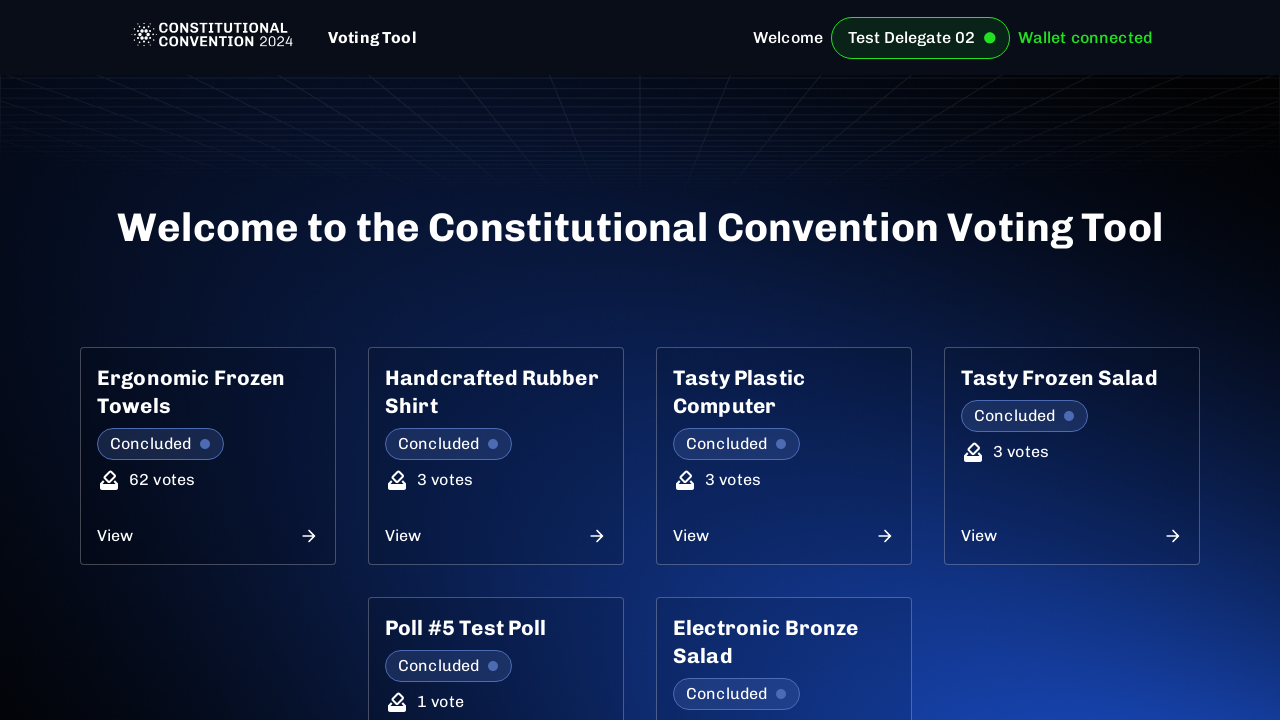 CONSTITUTIONAL
CONVENTION 2024
Voting Tool
Welcome
Test Delegate 02
Wallet connected
Welcome to the Constitutional Convention Voting Tool
Ergonomic Frozen
Towels
Concluded
62 votes
View
Handcrafted Rubber
Shirt
Concluded
3 votes
View
Tasty Plastic
Computer
Concluded
3 votes
View
Tasty Frozen Salad
Concluded
3 votes
View
Poll #5 Test Poll
Concluded
1 vote
Electronic Bronze
Salad
Concluded